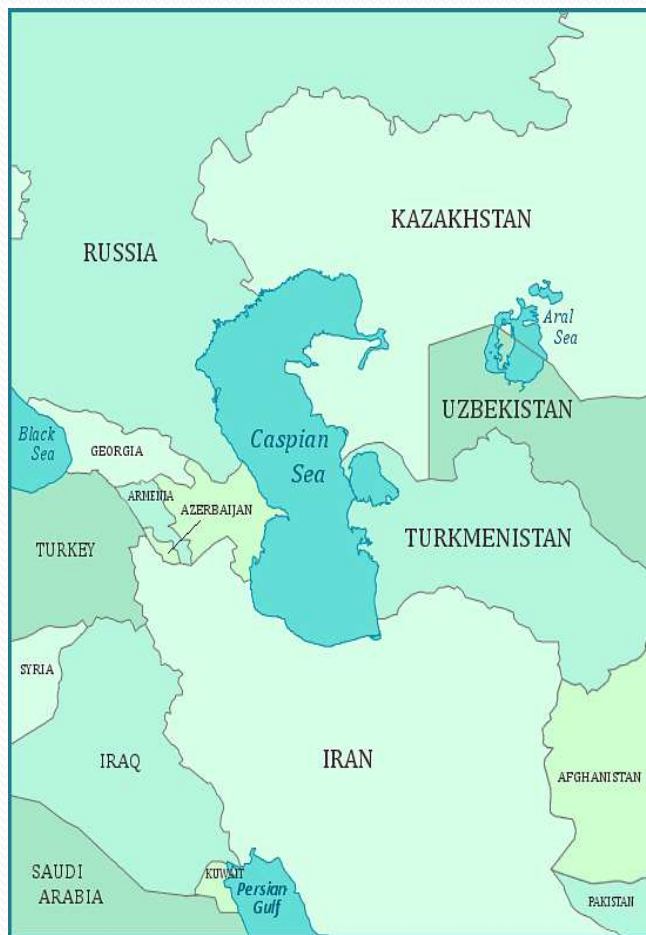 KAZAKHSTAN
RUSSIA
Aral
Sea
UZBEKISTAN
Black
Sea
Caspian
Sea
GEORGIA
ARMENIA
AZERBAIJAN
TURKMENISTAN
TURKEY
SYRIA
IRAQ
IRAN
AFGHANISTAN
SAUDI
ARABIA
KUWAIT
Persian
Gulf
PAKISTAN